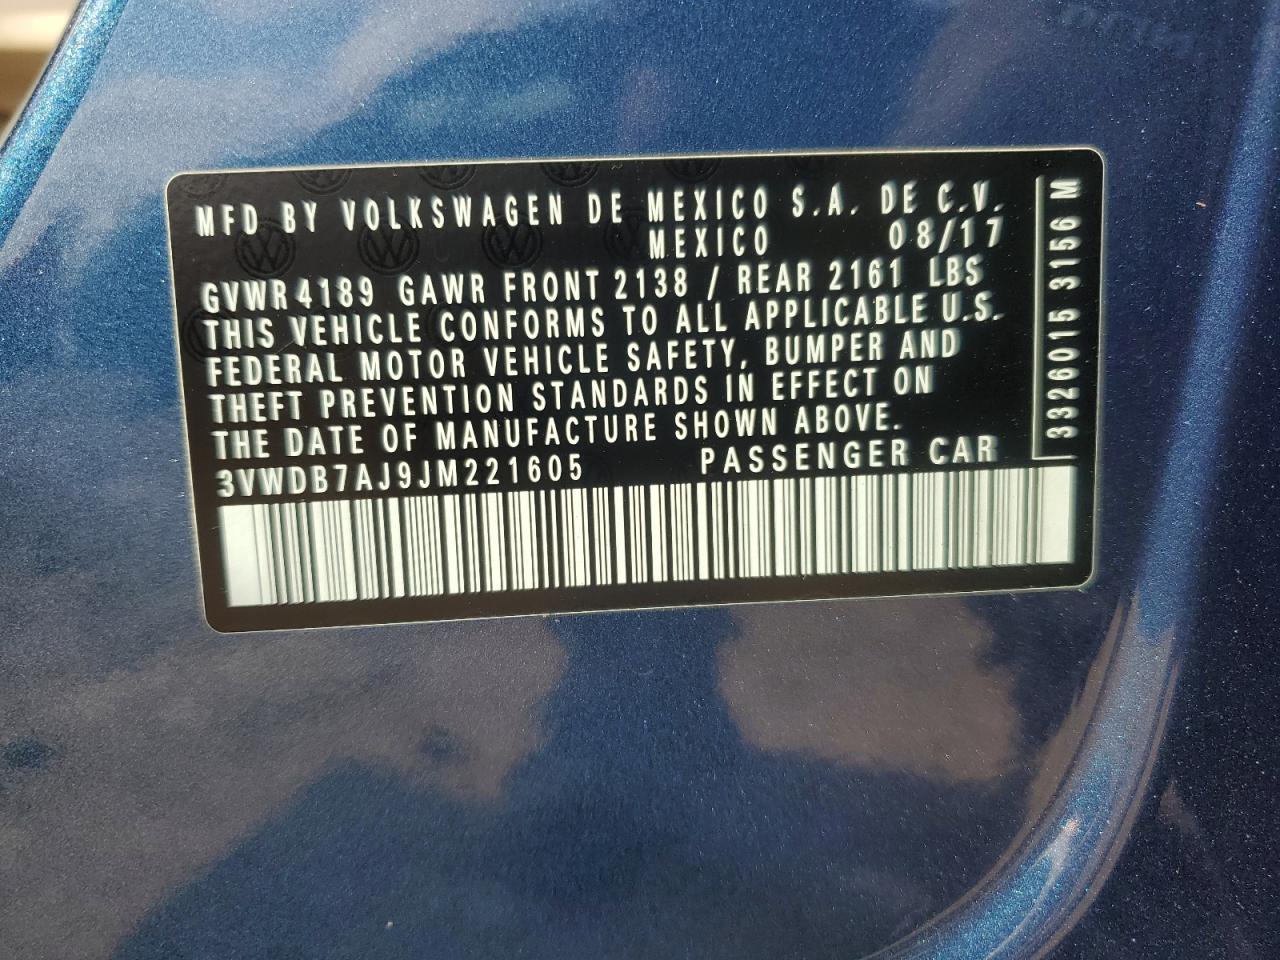 MFD BY VOLKSWAGEN DE MEXICO S.A. DE C.V.
MEXICO 08/17
GVWR 4189 GAWR FRONT 2138 / REAR 2161 LBS
THIS VEHICLE CONFORMS TO ALL APPLICABLE U.S.
FEDERAL MOTOR VEHICLE SAFETY, BUMPER AND
THEFT PREVENTION STANDARDS IN EFFECT ON
THE DATE OF MANUFACTURE SHOWN ABOVE.
3VWDB7AJ9JM221605 PASSENGER CAR
3326015 3156 M